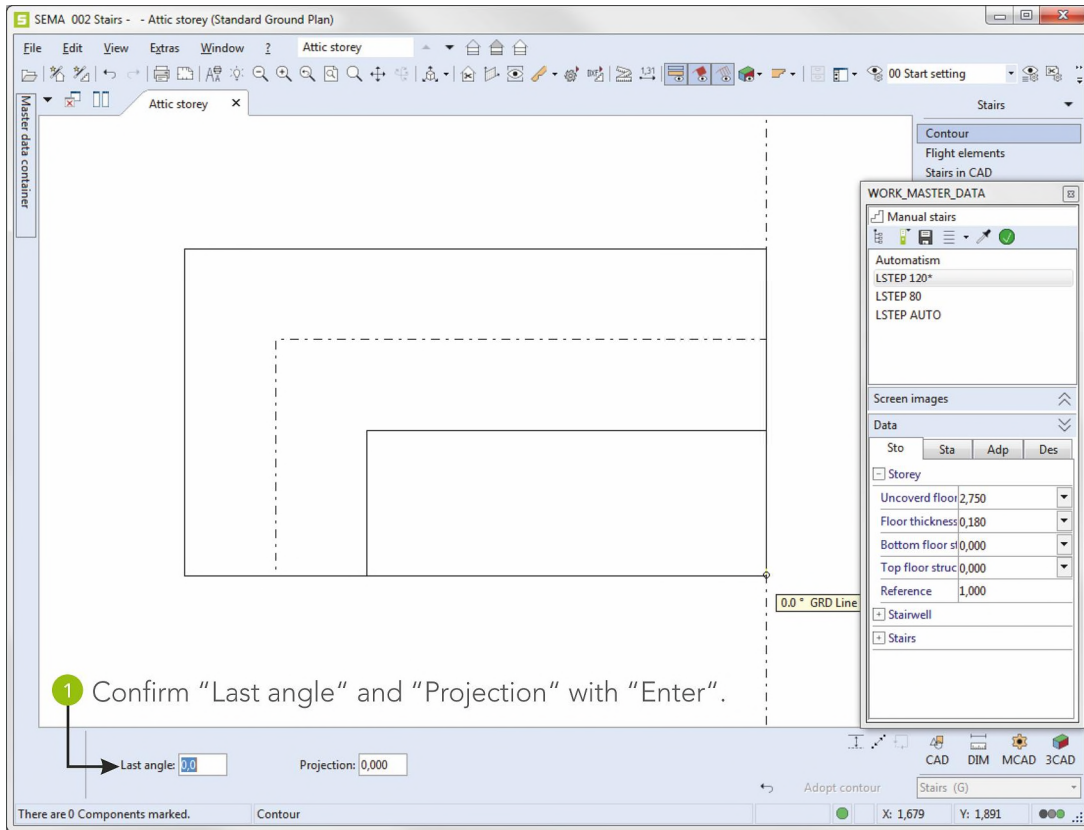 SEMA 002 Stairs - - Attic storey (Standard Ground Plan)
File Edit View Extras Window ? Attic storey
00 Start setting
Master data container
Attic storey
Stairs
Contour
Flight elements
Stairs in CAD
WORK_MASTER_DATA
Manual stairs
Automatism
LSTEP 120*
LSTEP 80
LSTEP AUTO
Screen images
Data
Sto Sta Adp Des
Storey
Uncoverd floor 2,750
Floor thickness 0,180
Bottom floor st 0,000
Top floor struc 0,000
Reference 1,000
Stairwell
Stairs
0.0 ° GRD Line
1 Confirm “Last angle“ and “Projection“ with “Enter“.
Last angle: 0,0 Projection: 0,000
CAD DIM MCAD 3CAD
Adopt contour Stairs (G)
There are 0 Components marked. Contour X: 1,679 Y: 1,891